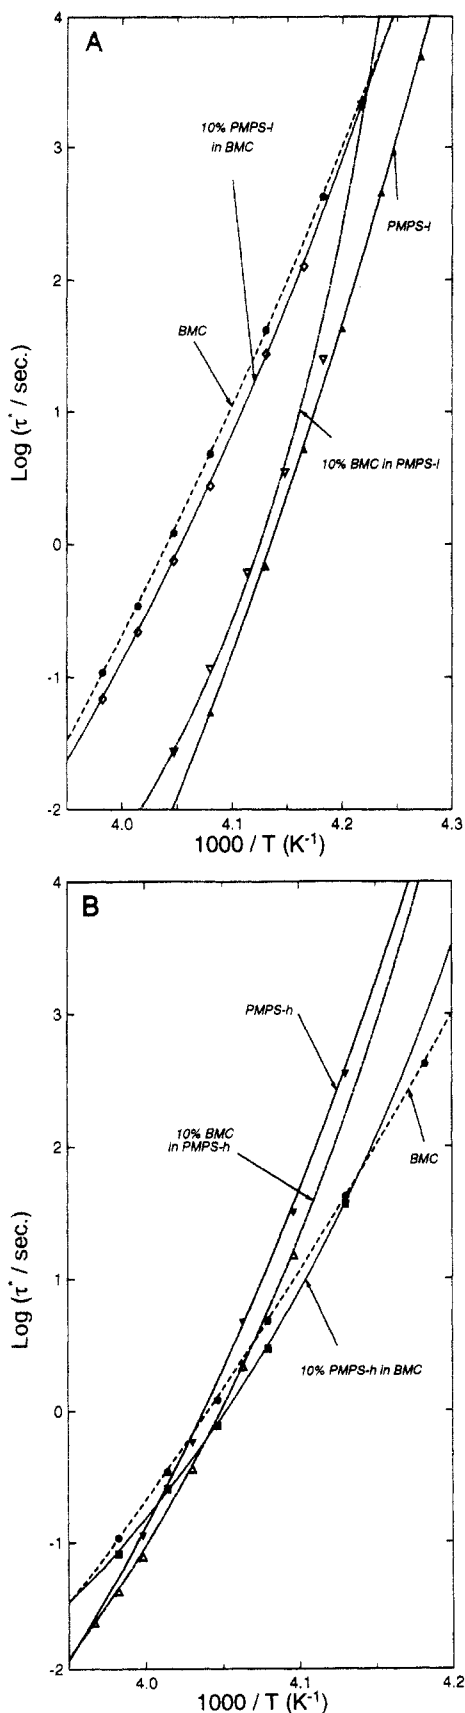 A
4
3
2
1
0
-1
-2
Log (τ* / sec.)
10% PMPS-l
in BMC
PMPS-l
BMC
10% BMC in PMPS-l
4.0
4.1
4.2
4.3
1000 / T (K⁻¹)
B
4
3
2
1
0
-1
-2
Log (τ* / sec.)
PMPS-h
10% BMC
in PMPS-h
BMC
10% PMPS-h in BMC
4.0
4.1
4.2
1000 / T (K⁻¹)